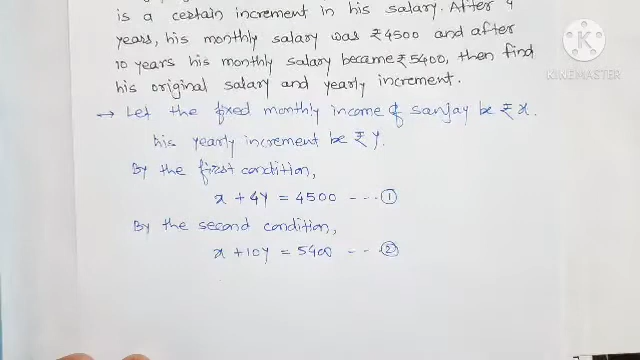 is a certain increment in his salary. After 4
years, his monthly salary was ₹4500 and after
10 years his monthly salary became ₹5400, then find
his original salary and yearly increment.
→ Let the fixed monthly income of sanjay be ₹ x.
his yearly increment be ₹ y.
By the first condition,
x + 4y = 4500 ---- ①
By the second condition,
x + 10y = 5400 -- -- ②
KINEMASTER